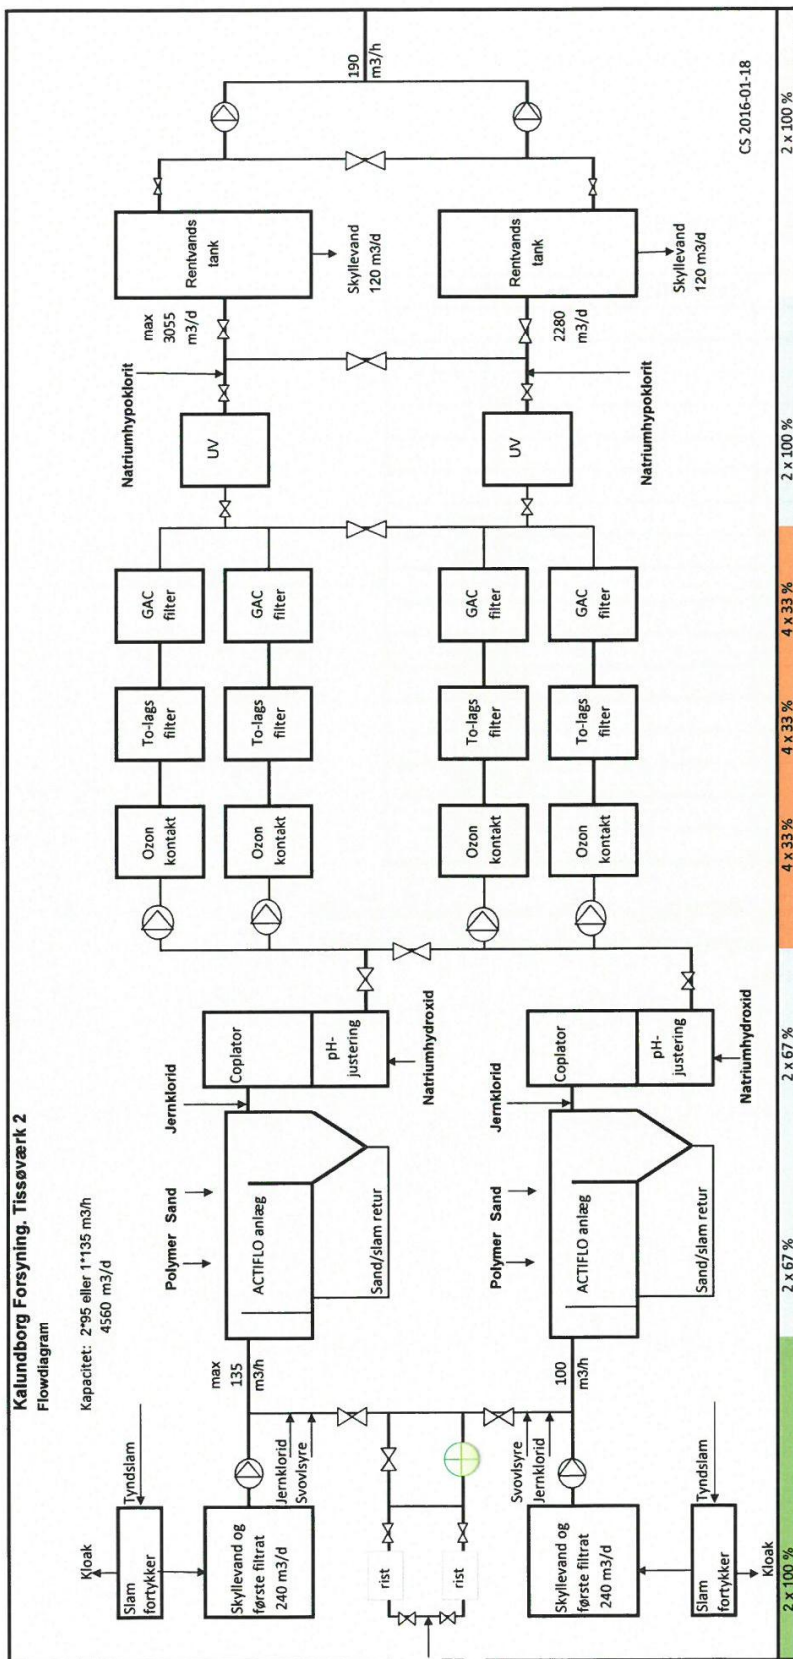 Kalundborg Forsyning. Tissøværk 2
Flowdiagram
Kapacitet: 2*95 eller 1*135 m3/h
4560 m3/d
Kloak
Tyndslam
Slam
fortykker
Skyllevand og
første filtrat
240 m3/d
max
135
m3/h
Jernklorid
Svovlsyre
rist
rist
Svovlsyre
Jernklorid
100
m3/h
Skyllevand og
første filtrat
240 m3/d
Tyndslam
Slam
fortykker
Kloak
Polymer Sand
ACTIFLO anlæg
Sand/slam retur
Jernklorid
Coplator
pH-
justering
Natriumhydroxid
Polymer Sand
ACTIFLO anlæg
Sand/slam retur
Jernklorid
Coplator
pH-
justering
Natriumhydroxid
Ozon
kontakt
To-lags
filter
GAC
filter
Ozon
kontakt
To-lags
filter
GAC
filter
Ozon
kontakt
To-lags
filter
GAC
filter
Ozon
kontakt
To-lags
filter
GAC
filter
UV
Natriumhypoklorit
max
3055
m3/d
Rentvands
tank
Skyllevand
120 m3/d
UV
Natriumhypoklorit
2280
m3/d
Rentvands
tank
Skyllevand
120 m3/d
190
m3/h
CS 2016-01-18
2 x 100 %
2 x 67 %
2 x 67 %
4 x 33 %
4 x 33 %
4 x 33 %
2 x 100 %
2 x 100 %